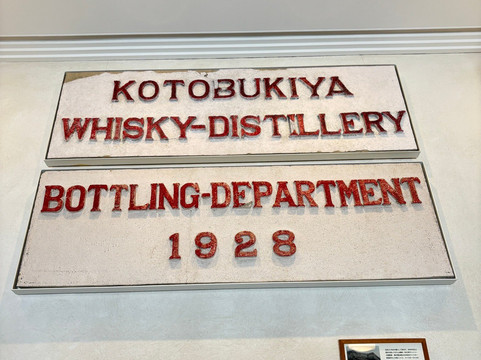 KOTOBUKIYA
WHISKY-DISTILLERY
BOTTLING-DEPARTMENT
1928